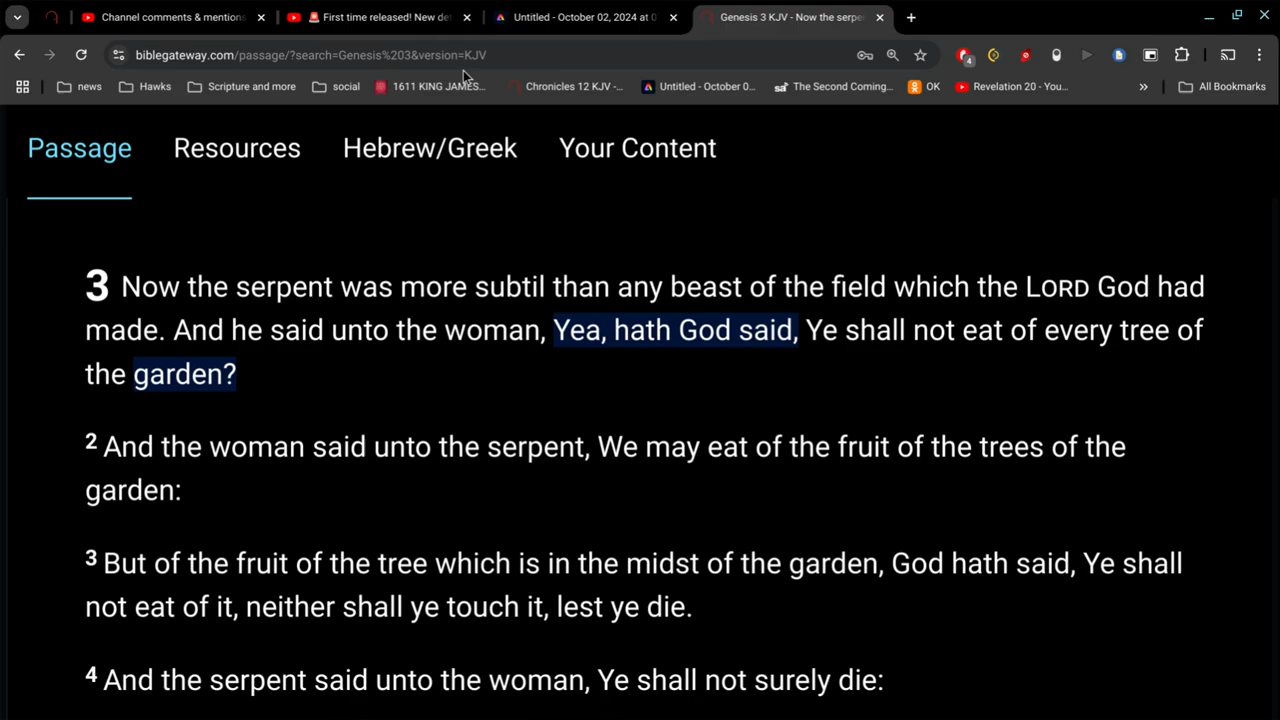 Channel comments & mentions
🚨 First time released! New det
Untitled - October 02, 2024 at 0
Genesis 3 KJV - Now the serpe
biblegateway.com/passage/?search=Genesis%203&version=KJV
4
news
Hawks
Scripture and more
social
1611 KING JAMES...
Chronicles 12 KJV -...
Untitled - October 0...
sa
The Second Coming...
OK
Revelation 20 - You...
»
All Bookmarks
Passage
Resources
Hebrew/Greek
Your Content
3 Now the serpent was more subtil than any beast of the field which the LORD God had
made. And he said unto the woman, Yea, hath God said, Ye shall not eat of every tree of
the garden?
2 And the woman said unto the serpent, We may eat of the fruit of the trees of the
garden:
3 But of the fruit of the tree which is in the midst of the garden, God hath said, Ye shall
not eat of it, neither shall ye touch it, lest ye die.
4 And the serpent said unto the woman, Ye shall not surely die: